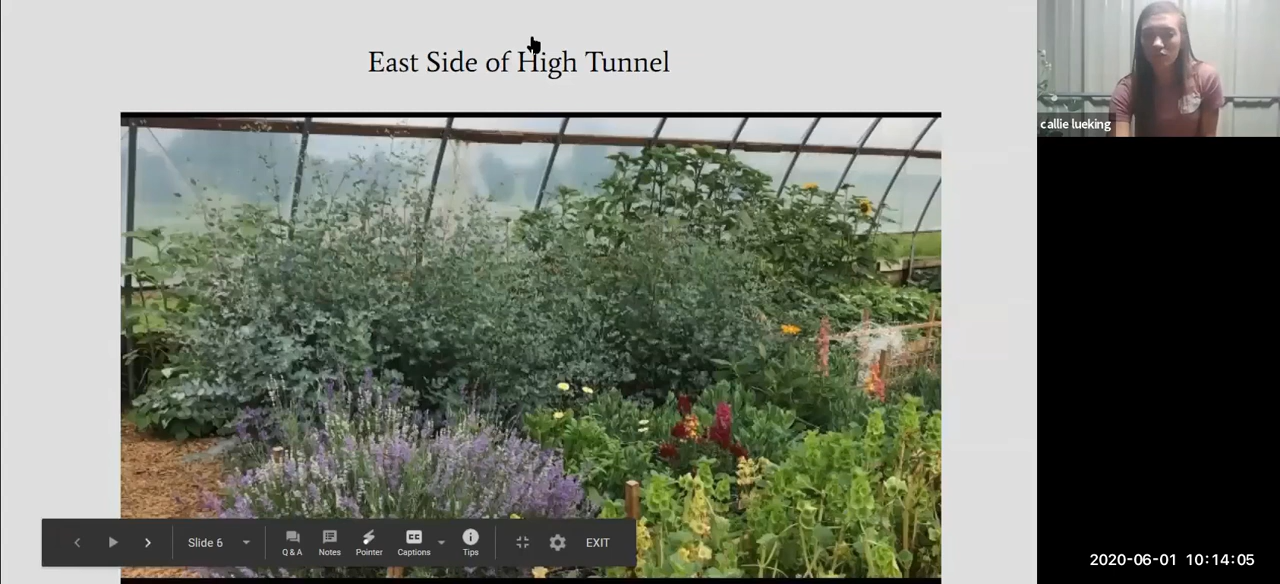 East Side of High Tunnel
callie lueking
Slide 6
Q & A
Notes
Pointer
CC
Captions
Tips
EXIT
2020-06-01 10:14:05